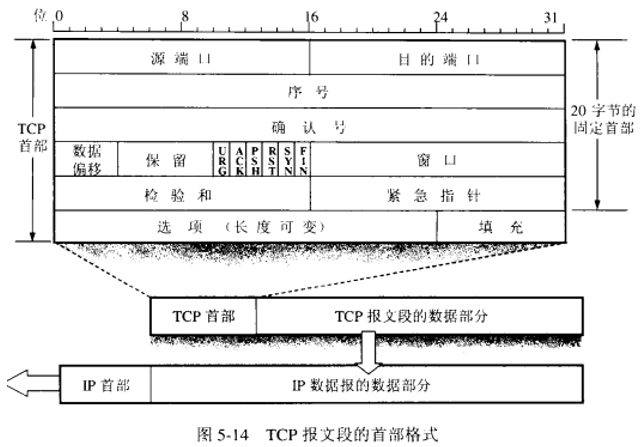 位 0 8 16 24 31
源端口 目的端口
序号
TCP
首部
20 字节的
固定首部
确认号
数据
偏移
保留
URG
ACK
PSH
RST
SYN
FIN
窗口
检验和 紧急指针
选项 (长度可变) 填充
TCP 首部 TCP 报文段的数据部分
IP 首部 IP 数据报的数据部分
图 5-14 TCP 报文段的首部格式